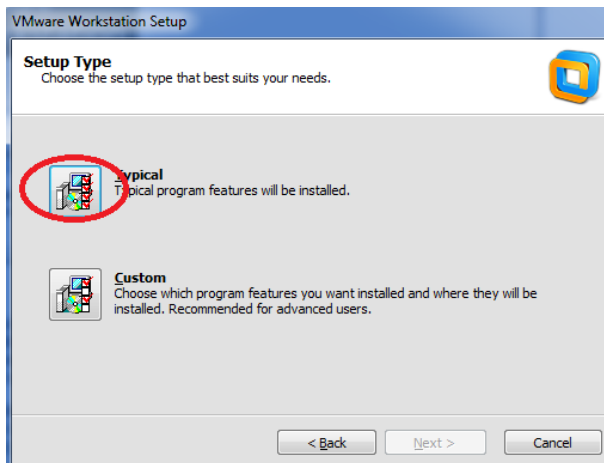 VMware Workstation Setup
Setup Type
Choose the setup type that best suits your needs.
Typical
Typical program features will be installed.
Custom
Choose which program features you want installed and where they will be
installed. Recommended for advanced users.
< Back
Next >
Cancel